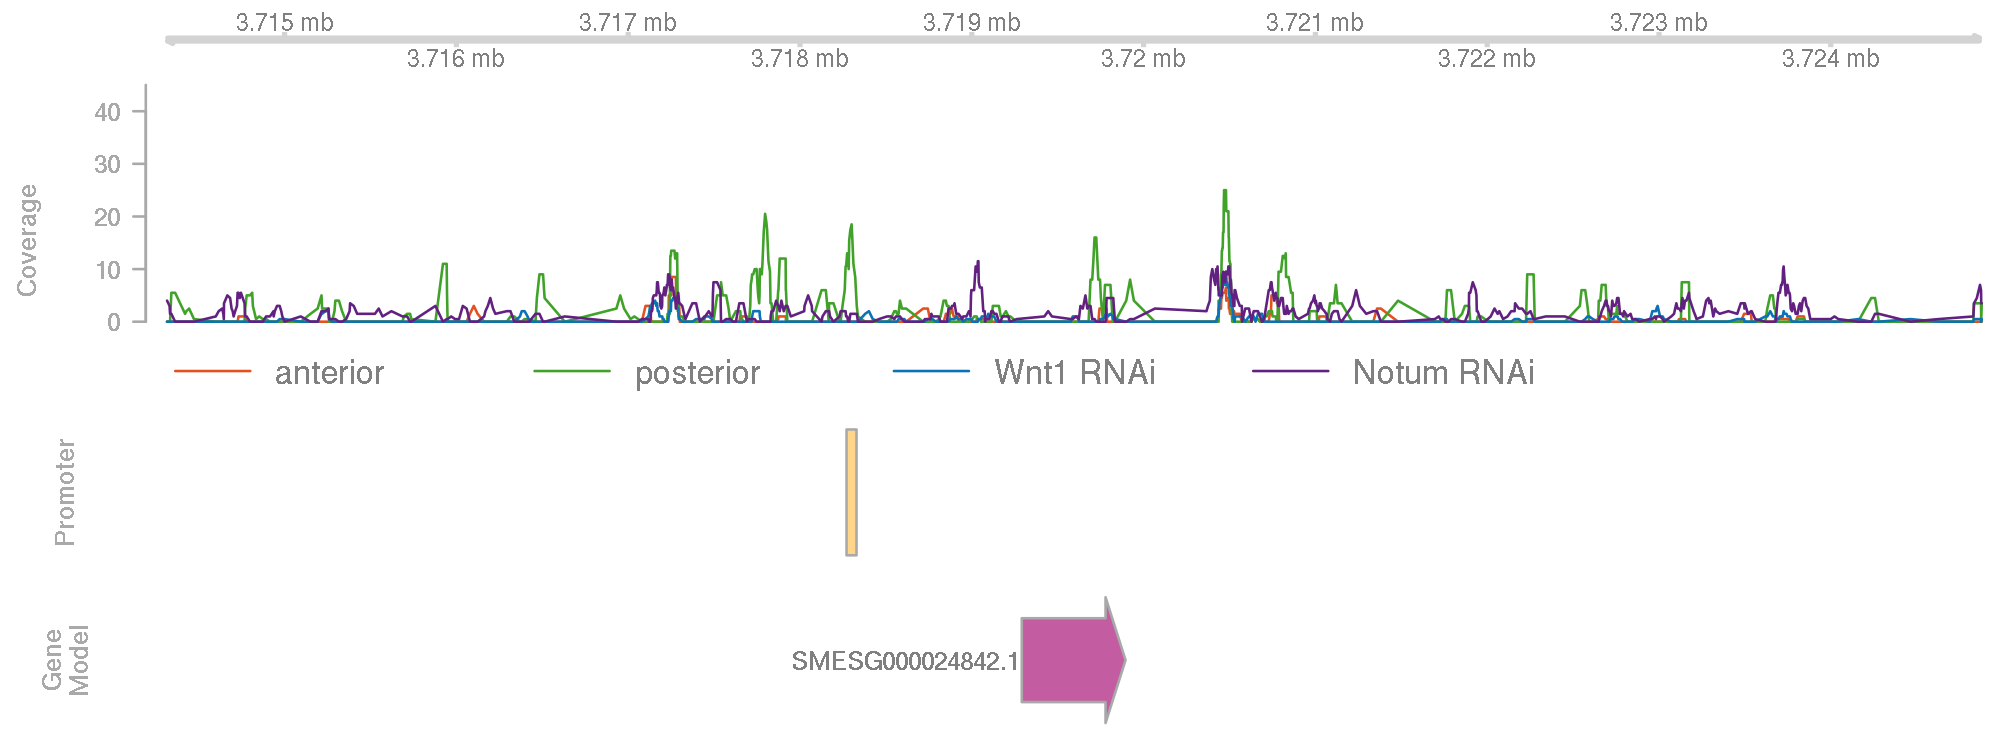 3.715 mb 3.717 mb 3.719 mb 3.721 mb 3.723 mb
3.716 mb 3.718 mb 3.72 mb 3.722 mb 3.724 mb
Coverage
40
30
20
10
0
anterior posterior Wnt1 RNAi Notum RNAi
Promoter
Gene
Model
SMESG000024842.1